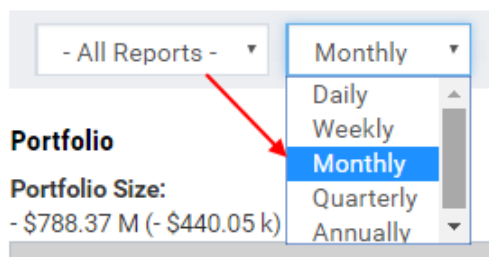 - All Reports - Monthly
Daily
Weekly
Monthly
Quarterly
Annually
Portfolio
Portfolio Size:
- $788.37 M (- $440.05 k)